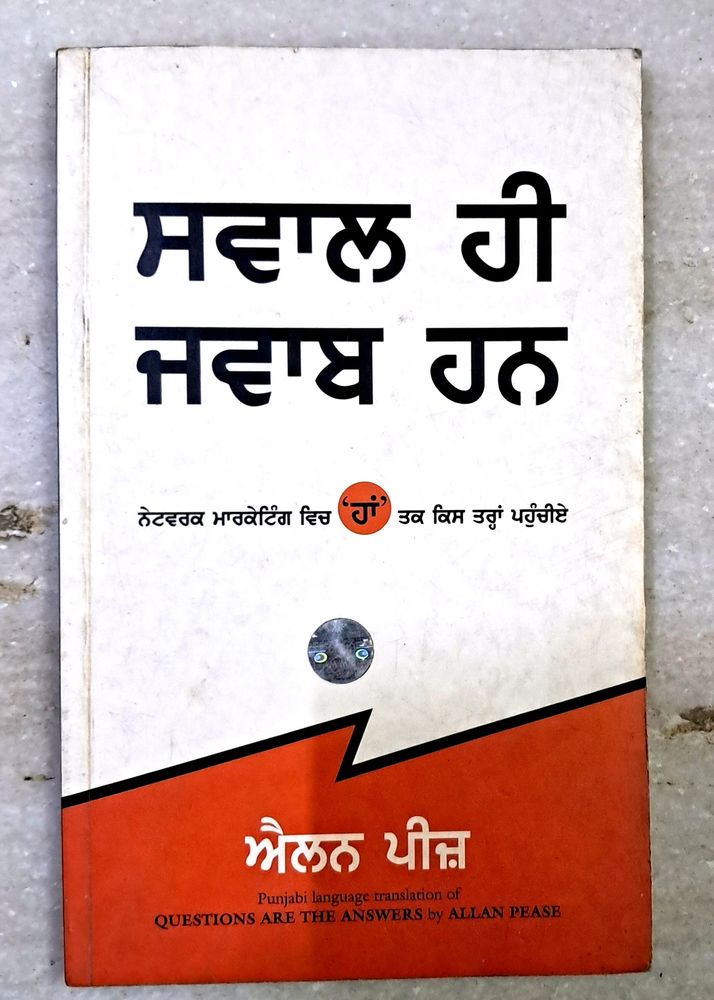 ਸਵਾਲ ਹੀ
ਜਵਾਬ ਹਨ
ਨੇਟਵਰਕ ਮਾਰਕੇਟਿੰਗ ਵਿਚ ‘ਹਾਂ’ ਤਕ ਕਿਸ ਤਰ੍ਹਾਂ ਪਹੁੰਚੀਏ
ਐਲਨ ਪੀਜ਼
Punjabi language translation of
QUESTIONS ARE THE ANSWERS by ALLAN PEASE